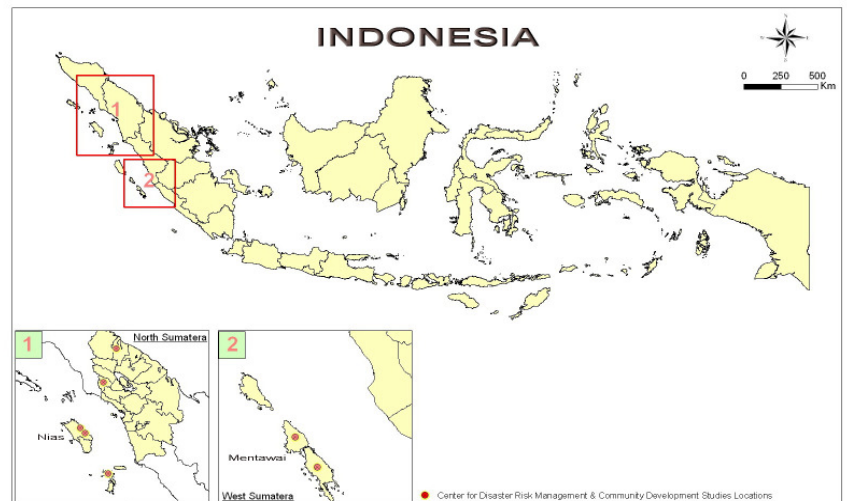 INDONESIA
0 250 500
Km
1
2
1
North Sumatera
Nias
2
Mentawai
West Sumatera
Center for Disaster Risk Management & Community Development Studies Locations